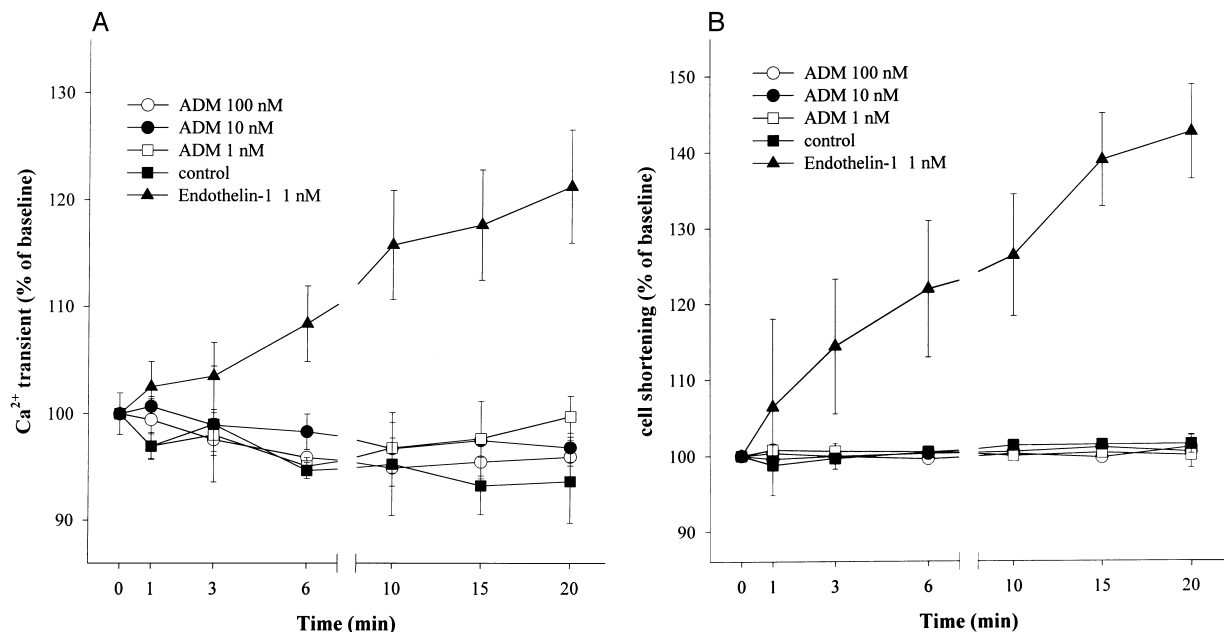 A
Ca2+ transient (% of baseline)
130
120
110
100
90
ADM 100 nM
ADM 10 nM
ADM 1 nM
control
Endothelin-1 1 nM
0 1 3 6 10 15 20
Time (min)
B
cell shortening (% of baseline)
150
140
130
120
110
100
90
ADM 100 nM
ADM 10 nM
ADM 1 nM
control
Endothelin-1 1 nM
0 1 3 6 10 15 20
Time (min)